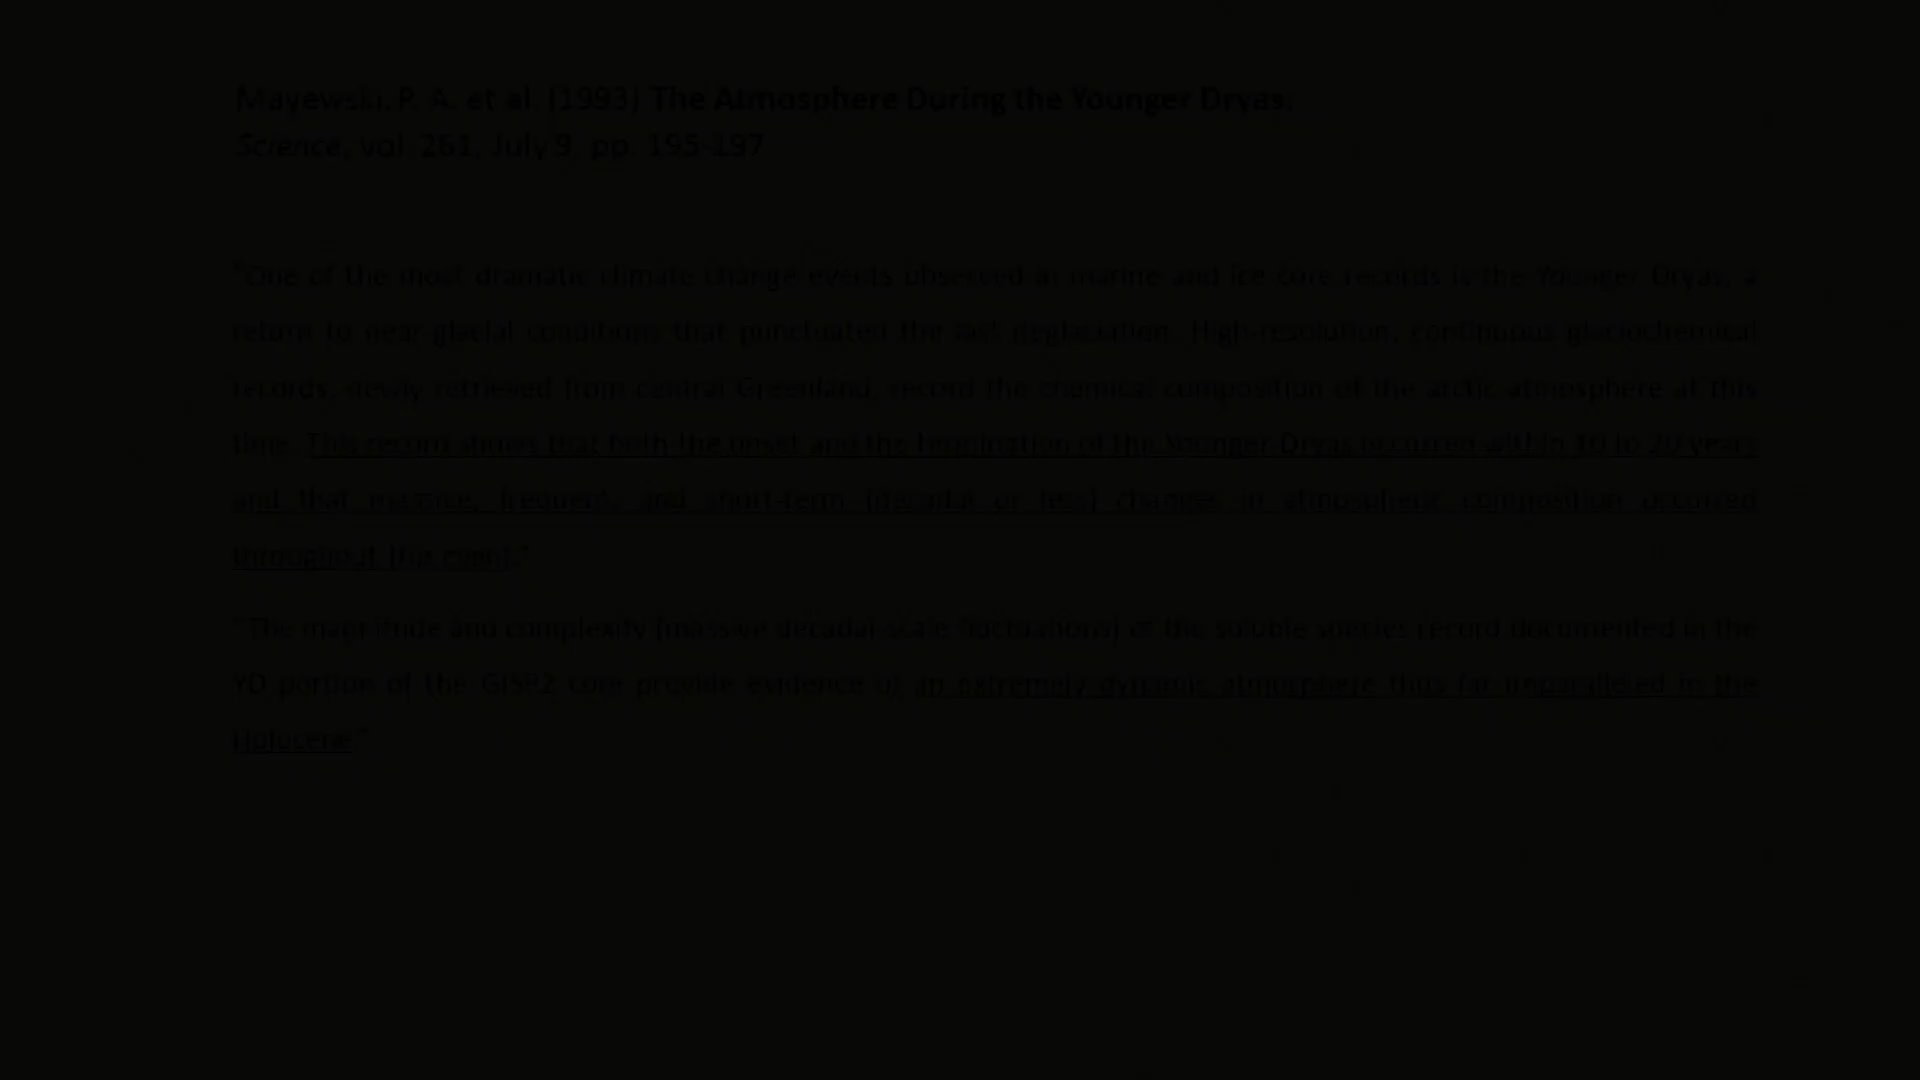 Mayewski, P. A. et al. (1993) The Atmosphere During the Younger Dryas,
Science, vol. 261, July 9, pp. 195-197
"One of the most dramatic climate change events observed in marine and ice core records is the Younger Dryas, a
return to near-glacial conditions that punctuated the last deglaciation. High-resolution, continuous glaciochemical
records, newly retrieved from central Greenland, record the chemical composition of the arctic atmosphere at this
time. This record shows that both the onset and the termination of the Younger Dryas occurred within 10 to 20 years
and that massive, frequent, and short-term (decadal or less) changes in atmospheric composition occurred
throughout this event."
"The magnitude and complexity (massive decadal-scale fluctuations) of the soluble species record documented in the
YD portion of the GISP2 core provide evidence of an extremely dynamic atmosphere thus far unparalleled in the
Holocene."